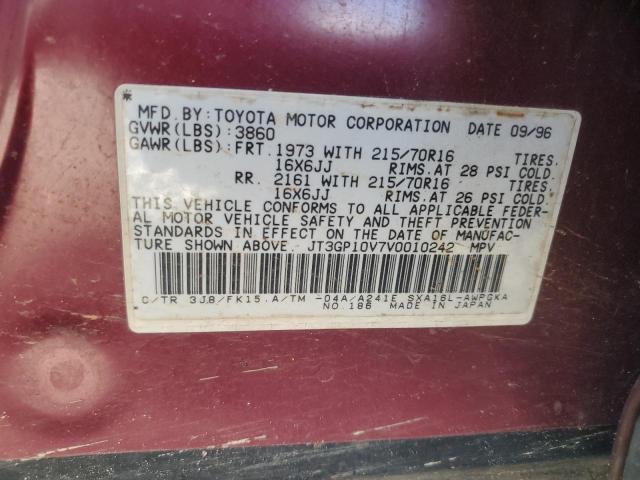 MFD.BY:TOYOTA MOTOR CORPORATION DATE 09/96
GVWR(LBS):3860
GAWR(LBS):FRT. 1973 WITH 215/70R16 TIRES.
16X6JJ RIMS.AT 28 PSI COLD.
RR. 2161 WITH 215/70R16 TIRES.
16X6JJ RIMS.AT 26 PSI COLD.
THIS VEHICLE CONFORMS TO ALL APPLICABLE FEDER-
AL MOTOR VEHICLE SAFETY AND THEFT PREVENTION
STANDARDS IN EFFECT ON THE DATE OF MANUFAC-
TURE SHOWN ABOVE. JT3GP10V7V0010242 MPV
C/TR 3J8/FK15.A/TM -04A/A241E SXA16L-AWPGKA
NO.186 MADE IN JAPAN